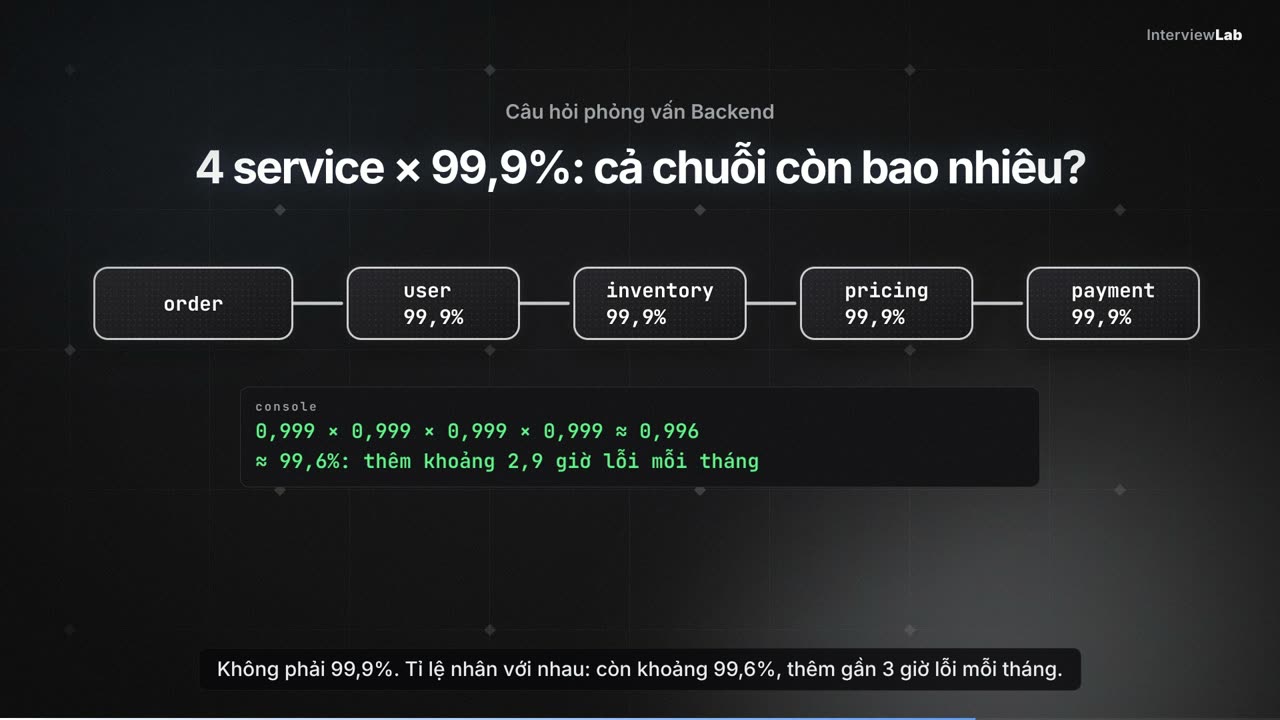 InterviewLab
Câu hỏi phỏng vấn Backend
4 service × 99,9%: cả chuỗi còn bao nhiêu?
order
user
99,9%
inventory
99,9%
pricing
99,9%
payment
99,9%
console
0,999 × 0,999 × 0,999 × 0,999 ≈ 0,996
≈ 99,6%: thêm khoảng 2,9 giờ lỗi mỗi tháng
Không phải 99,9%. Tỉ lệ nhân với nhau: còn khoảng 99,6%, thêm gần 3 giờ lỗi mỗi tháng.